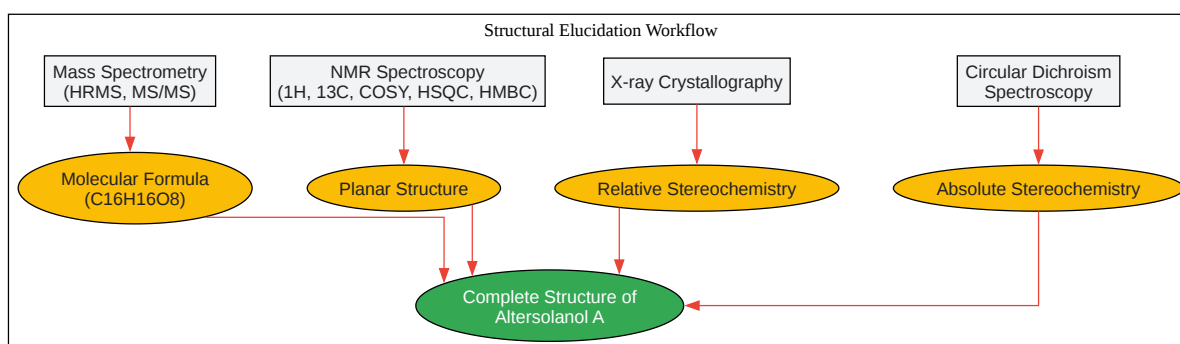 Structural Elucidation Workflow
Mass Spectrometry
(HRMS, MS/MS)
NMR Spectroscopy
(1H, 13C, COSY, HSQC, HMBC)
X-ray Crystallography
Circular Dichroism
Spectroscopy
Molecular Formula
(C16H16O8)
Planar Structure
Relative Stereochemistry
Absolute Stereochemistry
Complete Structure of
Altersolanol A